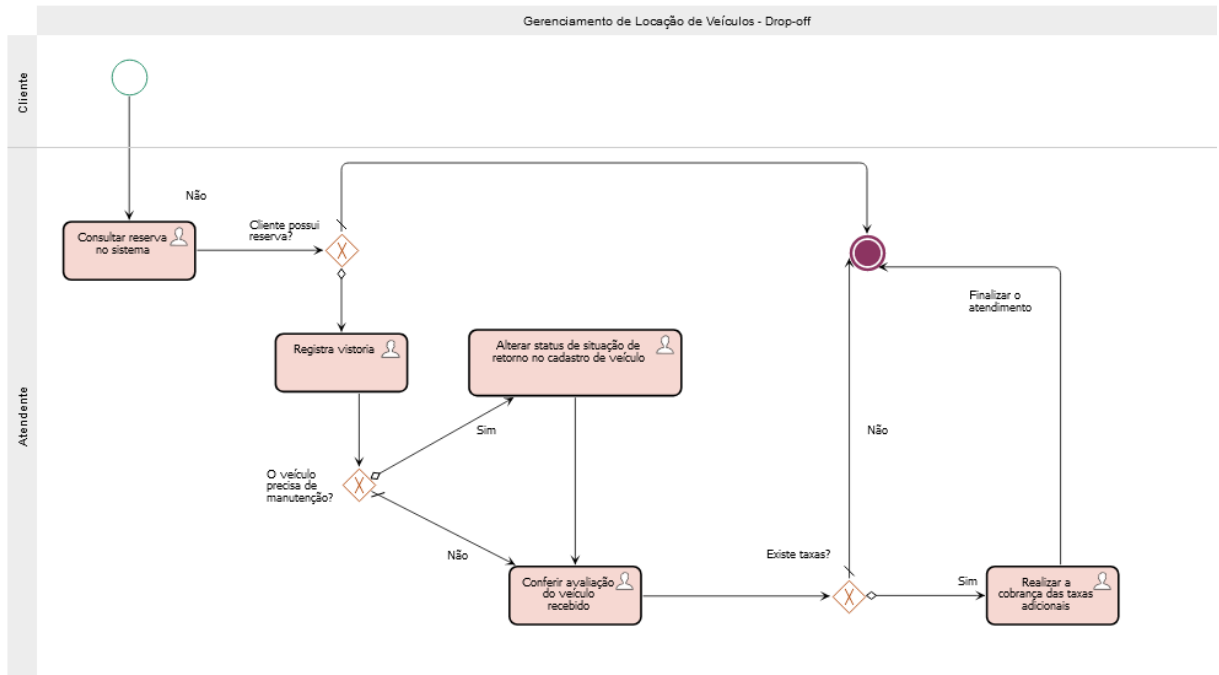 Gerenciamento de Locação de Veículos - Drop-off
Cliente
Atendente
Não
Consultar reserva
no sistema
Cliente possui
reserva?
Finalizar o
atendimento
Registra vistoria
Alterar status de situação de
retorno no cadastro de veículo
Sim
Não
O veículo
precisa de
manutenção?
Não
Existe taxas?
Conferir avaliação
do veículo
recebido
Sim
Realizar a
cobrança das taxas
adicionais